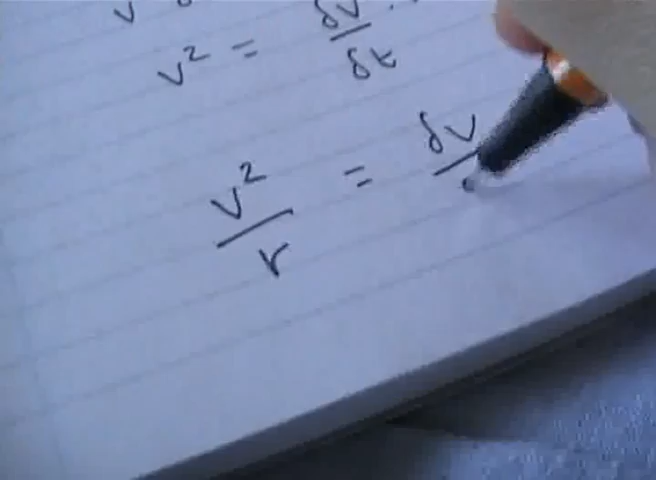 v² = δv/δt
v²/r = δv/